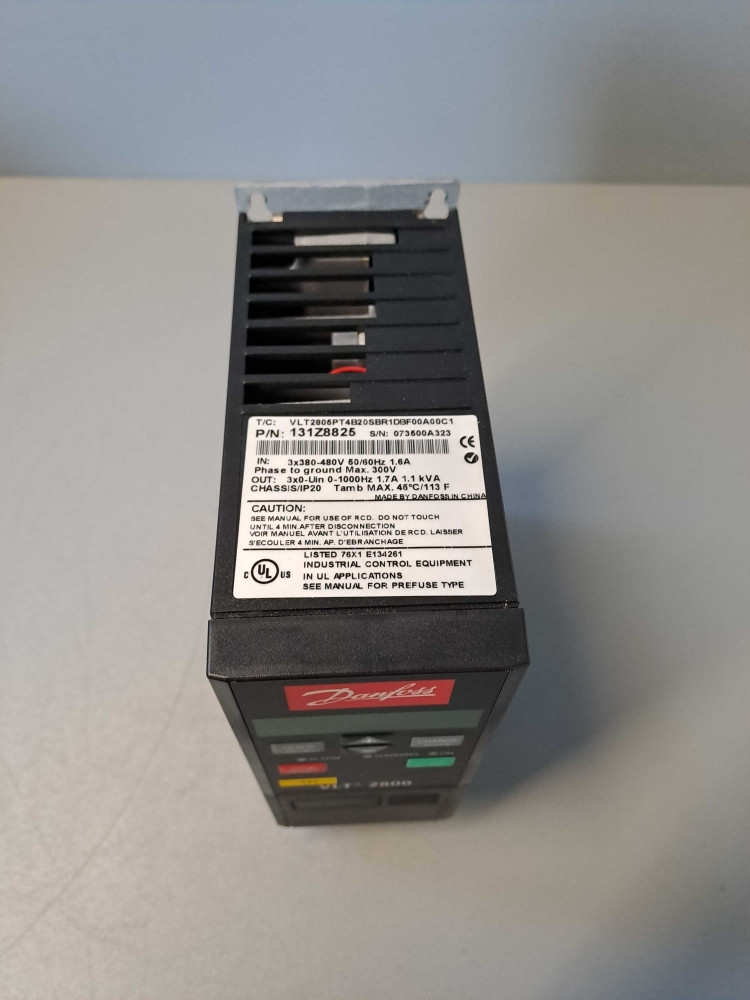 T/C: VLT2805PT4B20SBR1DBF00A00C1
P/N: 131Z8825 S/N: 073500A323
CE
IN: 3x380-480V 50/60Hz 1.6A
Phase to ground Max. 300V
OUT: 3x0-Uin 0-1000Hz 1.7A 1.1 kVA
CHASSIS/IP20 Tamb MAX. 45°C/113 F
MADE BY DANFOSS IN CHINA
CAUTION:
SEE MANUAL FOR USE OF RCD. DO NOT TOUCH
UNTIL 4 MIN.AFTER DISCONNECTION
VOIR MANUEL AVANT L'UTILISATION DE RCD. LAISSER
S'ECOULER 4 MIN. AP. D'EBRANCHAGE
C UL US
LISTED 76X1 E134261
INDUSTRIAL CONTROL EQUIPMENT
IN UL APPLICATIONS
SEE MANUAL FOR PREFUSE TYPE
Danfoss
VLT® 2800